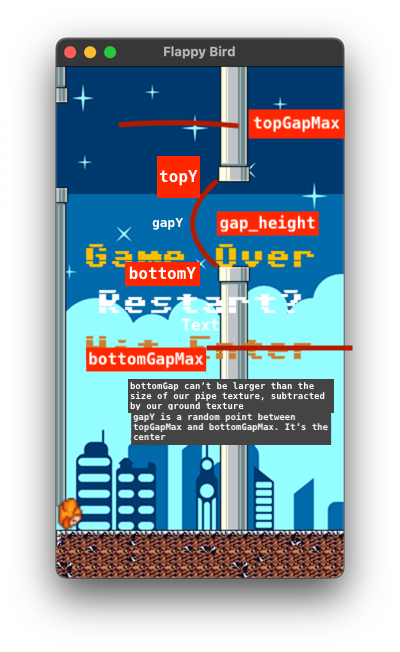 Flappy Bird
topGapMax
topY
gapY
gap_height
Game Over
bottomY
Restart?
Text
Hit Enter
bottomGapMax
bottomGap can't be larger than the
size of our pipe texture, subtracted
by our ground texture
gapY is a random point between
topGapMax and bottomGapMax. It's the
center